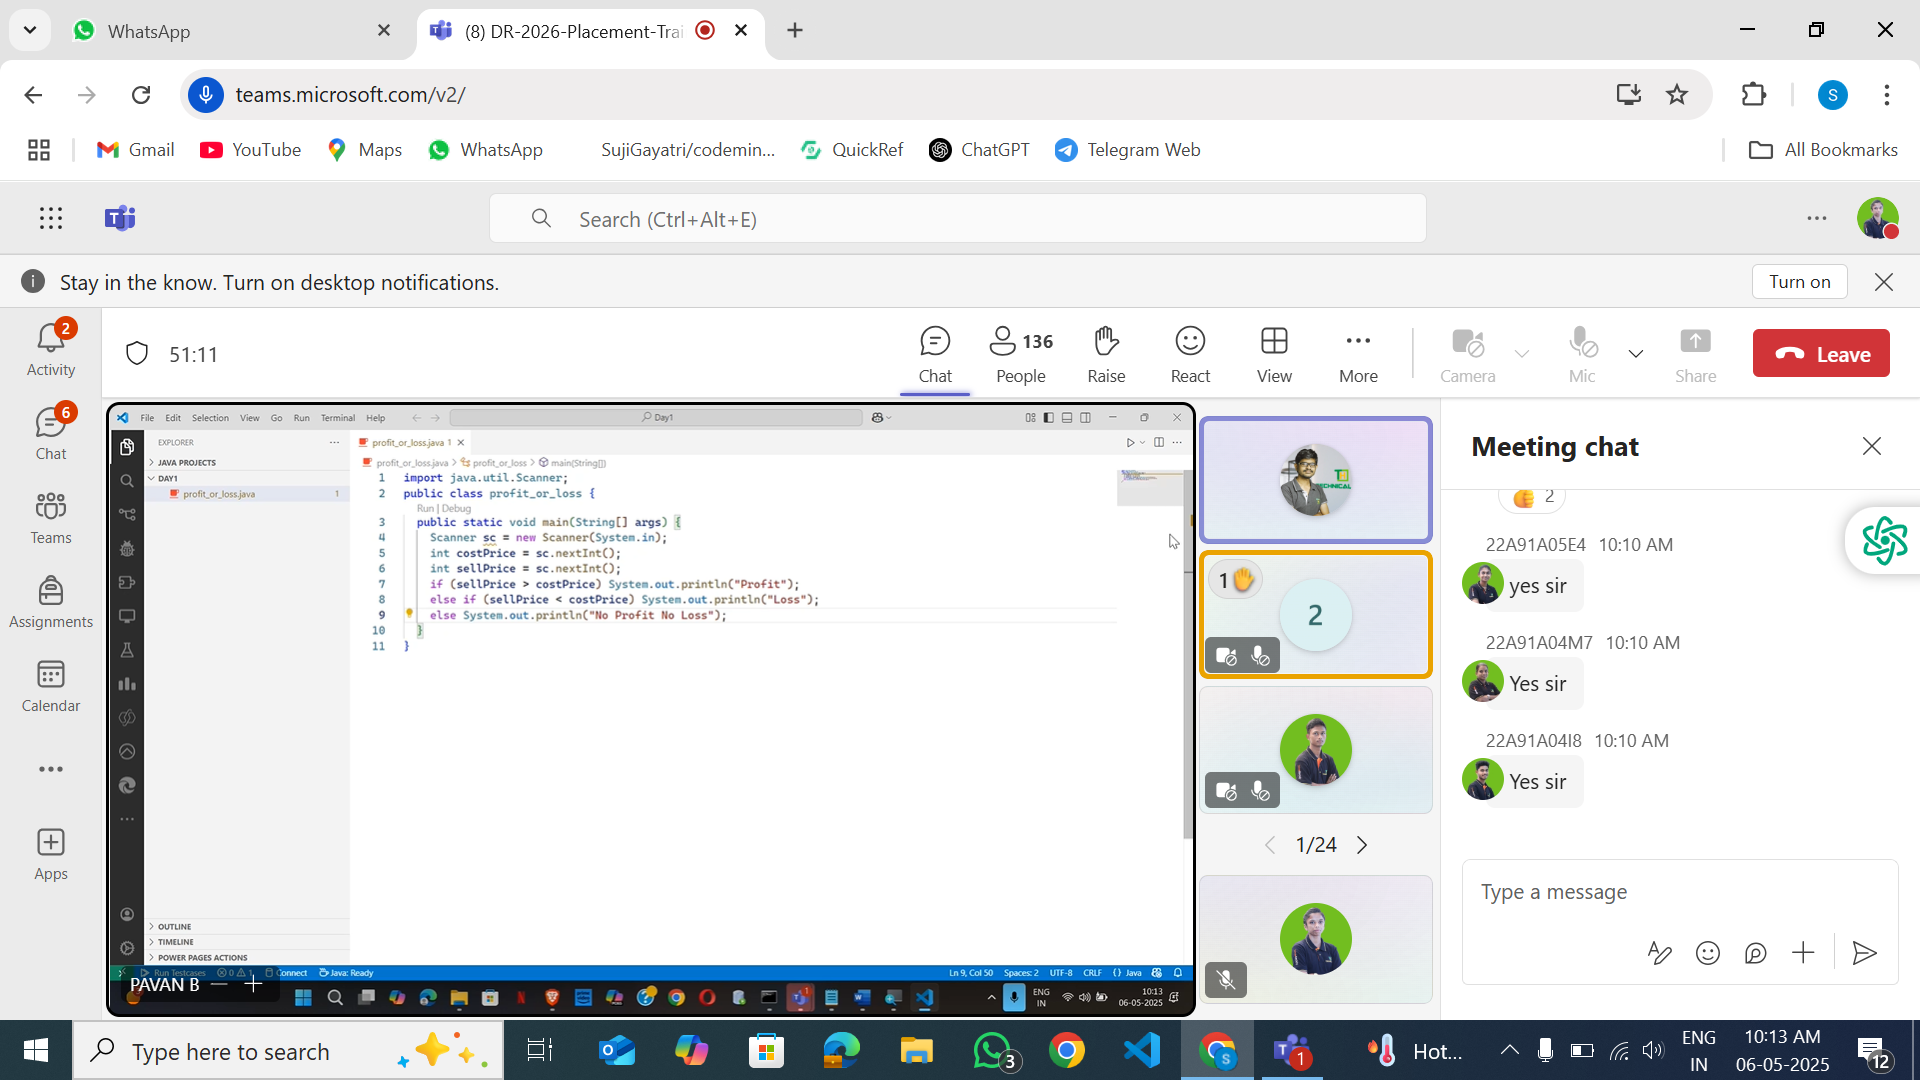 WhatsApp
(8) DR-2026-Placement-Trai
teams.microsoft.com/v2/
S
Gmail
YouTube
Maps
WhatsApp
SujiGayatri/codemin...
QuickRef
ChatGPT
Telegram Web
All Bookmarks
Search (Ctrl+Alt+E)
Stay in the know. Turn on desktop notifications.
Turn on
2
Activity
6
Chat
Teams
Assignments
Calendar
Apps
51:11
Chat
136
People
Raise
React
View
More
Camera
Mic
Share
Leave
File Edit Selection View Go Run Terminal Help
Day1
EXPLORER
JAVA PROJECTS
DAY1
profit_or_loss.java 1
profit_or_loss.java 1
profit_or_loss.java > profit_or_loss > main(String[])
1 import java.util.Scanner;
2 public class profit_or_loss {
Run | Debug
3 public static void main(String[] args) {
4 Scanner sc = new Scanner(System.in);
5 int costPrice = sc.nextInt();
6 int sellPrice = sc.nextInt();
7 if (sellPrice > costPrice) System.out.println("Profit");
8 else if (sellPrice < costPrice) System.out.println("Loss");
9 else System.out.println("No Profit No Loss");
10 }
11 }
OUTLINE
TIMELINE
POWER PAGES ACTIONS
Run Testcases 0 1 Connect Java: Ready
Ln 9, Col 50 Spaces: 2 UTF-8 CRLF {} Java
PAVAN B
ENG
IN
10:13
06-05-2025
TECHNICAL
1
2
1/24
Meeting chat
2
22A91A05E4 10:10 AM
yes sir
22A91A04M7 10:10 AM
Yes sir
22A91A04I8 10:10 AM
Yes sir
Type a message
Type here to search
3
S
1
Hot...
ENG
IN
10:13 AM
06-05-2025
12